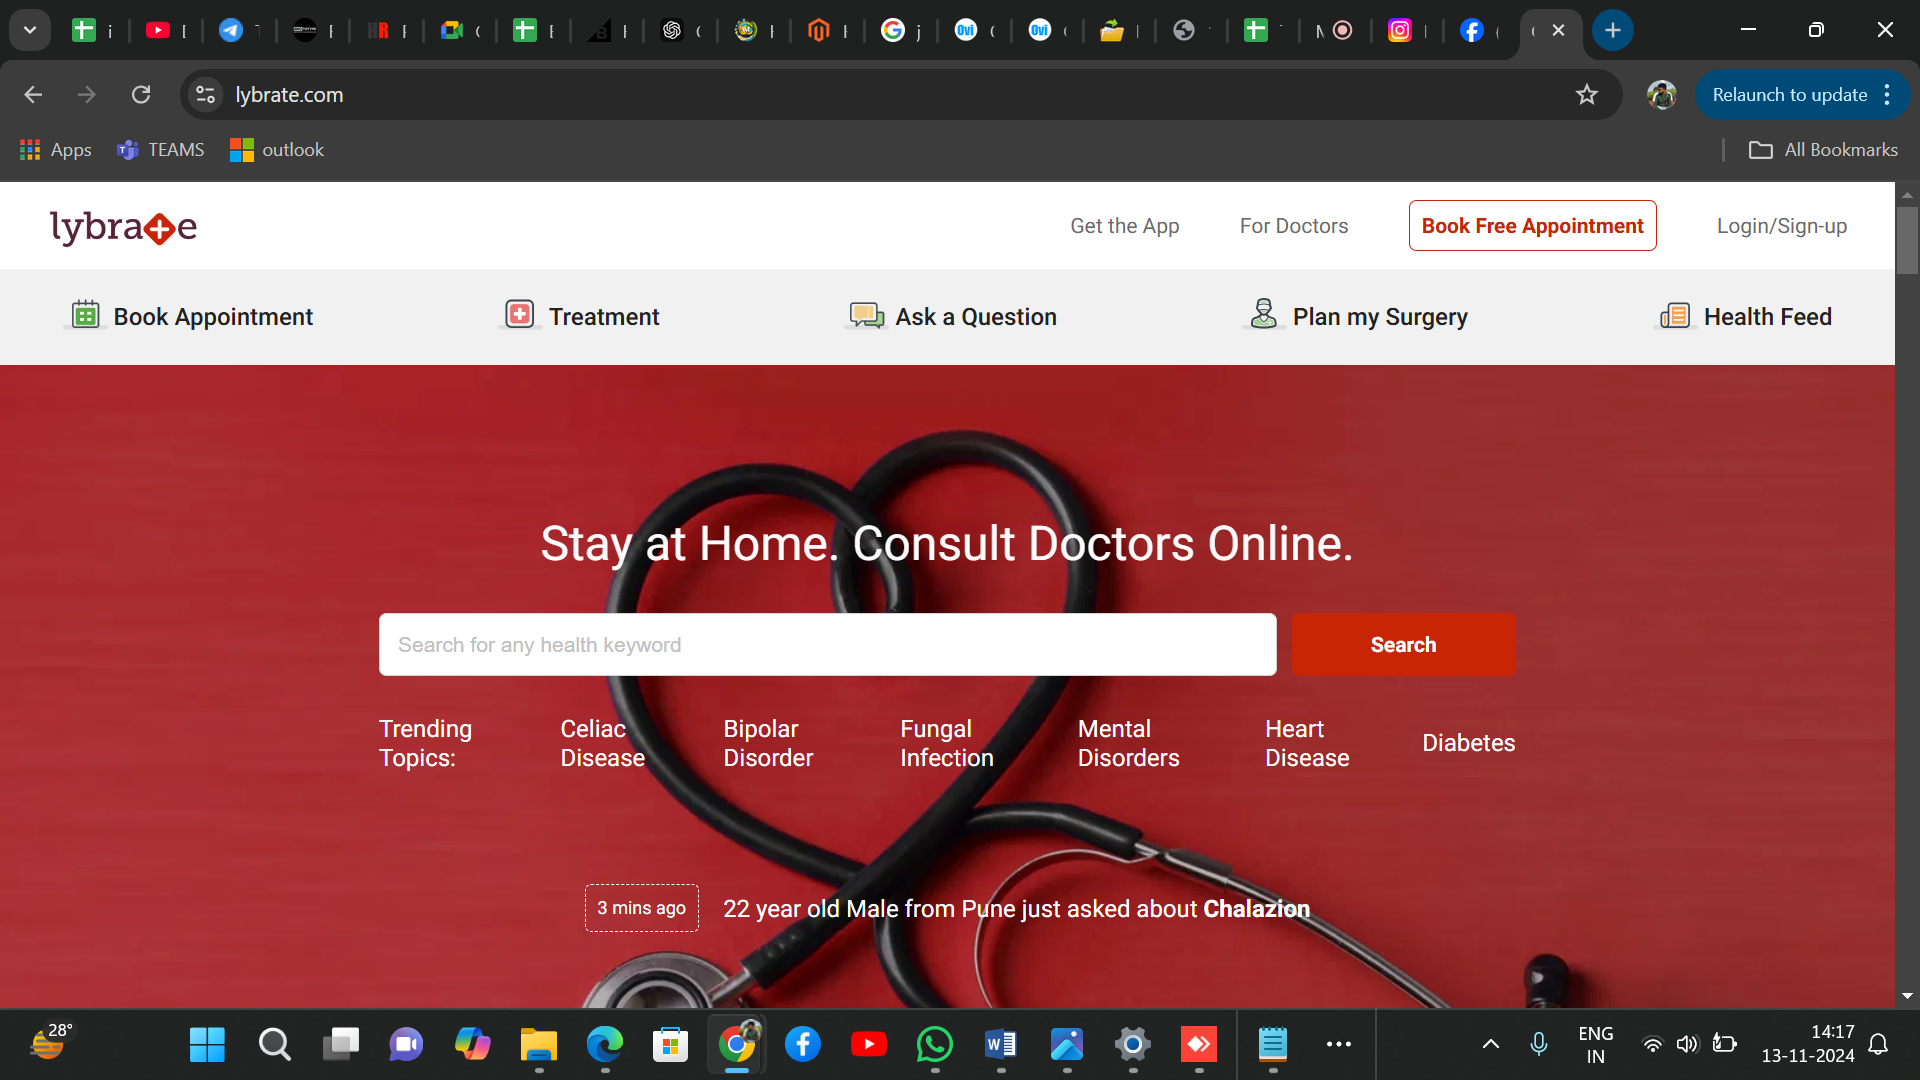 lybrate.com
Relaunch to update
Apps
TEAMS
outlook
All Bookmarks
lybrate
Get the App
For Doctors
Book Free Appointment
Login/Sign-up
Book Appointment
Treatment
Ask a Question
Plan my Surgery
Health Feed
Stay at Home. Consult Doctors Online.
Search for any health keyword
Search
Trending
Topics:
Celiac
Disease
Bipolar
Disorder
Fungal
Infection
Mental
Disorders
Heart
Disease
Diabetes
3 mins ago
22 year old Male from Pune just asked about Chalazion
28°
ENG
IN
14:17
13-11-2024